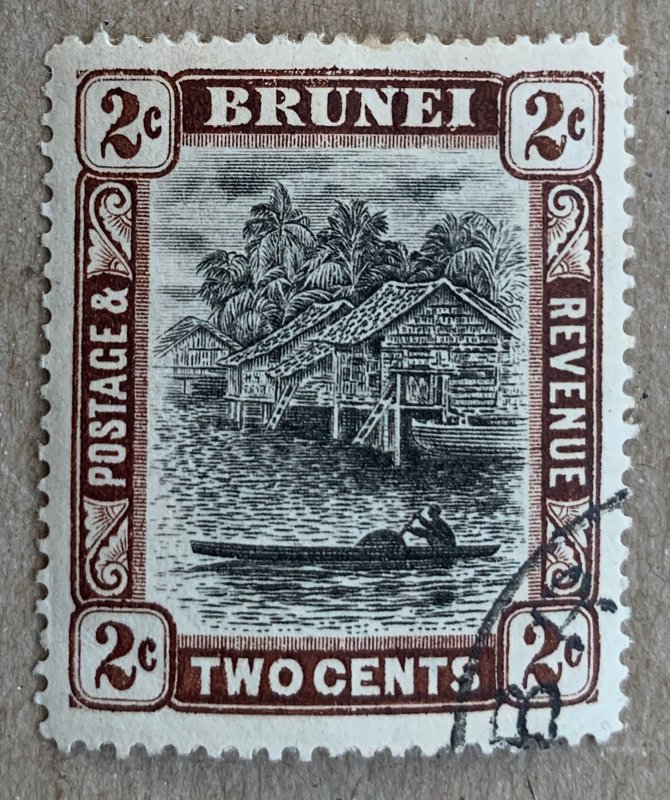 2c BRUNEI 2c
POSTAGE &
REVENUE
2c TWO CENTS 2c